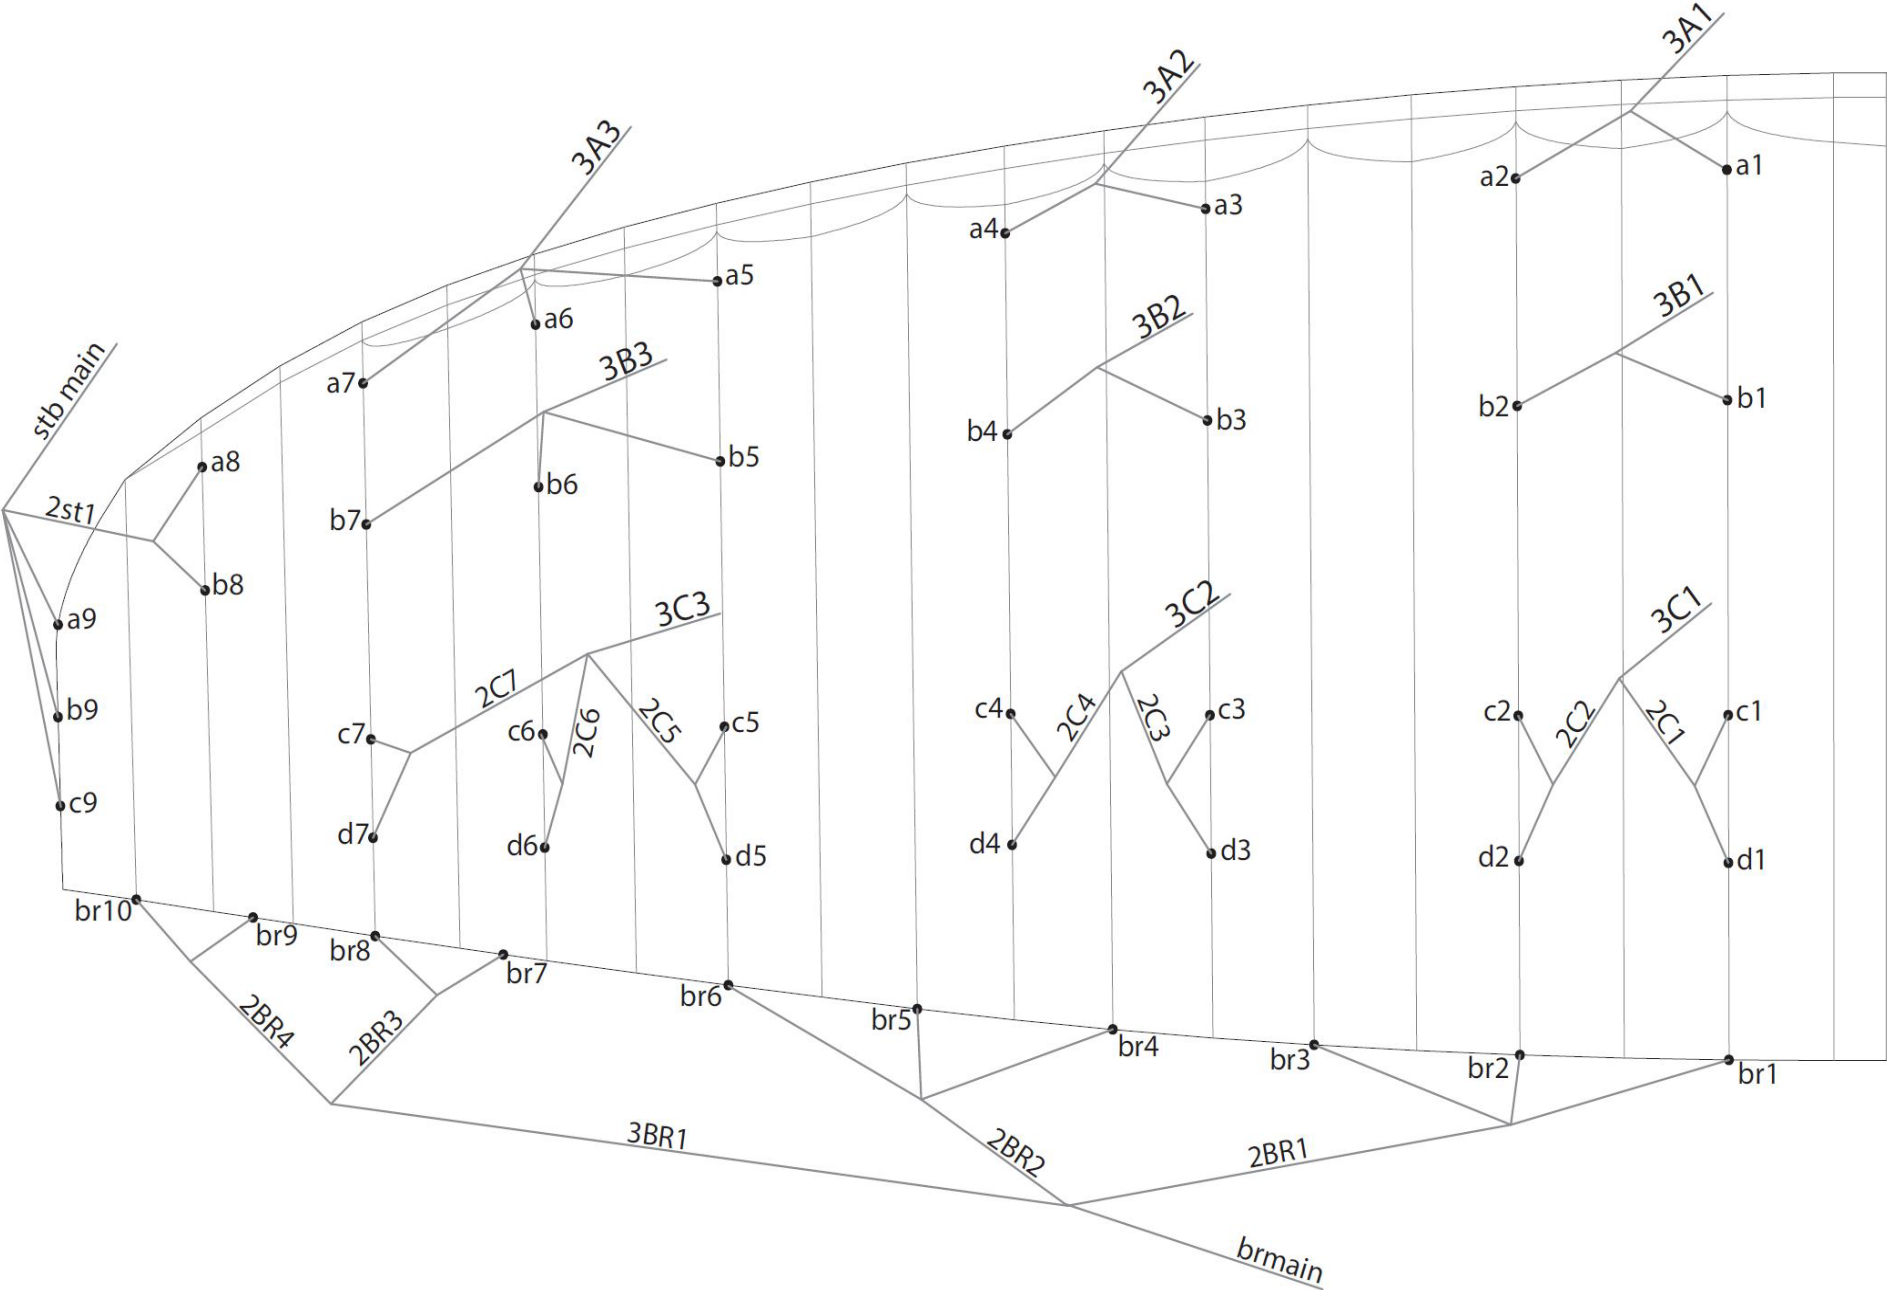 3A1
3A2
3A3
a1
a2
a3
a4
a5
a6
a7
3B1
3B2
3B3
stb main
b1
b2
b3
b4
b5
b6
b7
a8
2st1
b8
a9
b9
c9
3C3
3C2
3C1
2C7
2C6
2C5
2C4
2C3
2C2
2C1
c7
c6
c5
c4
c3
c2
c1
d7
d6
d5
d4
d3
d2
d1
br10
br9
br8
br7
br6
br5
br4
br3
br2
br1
2BR4
2BR3
3BR1
2BR2
2BR1
brmain